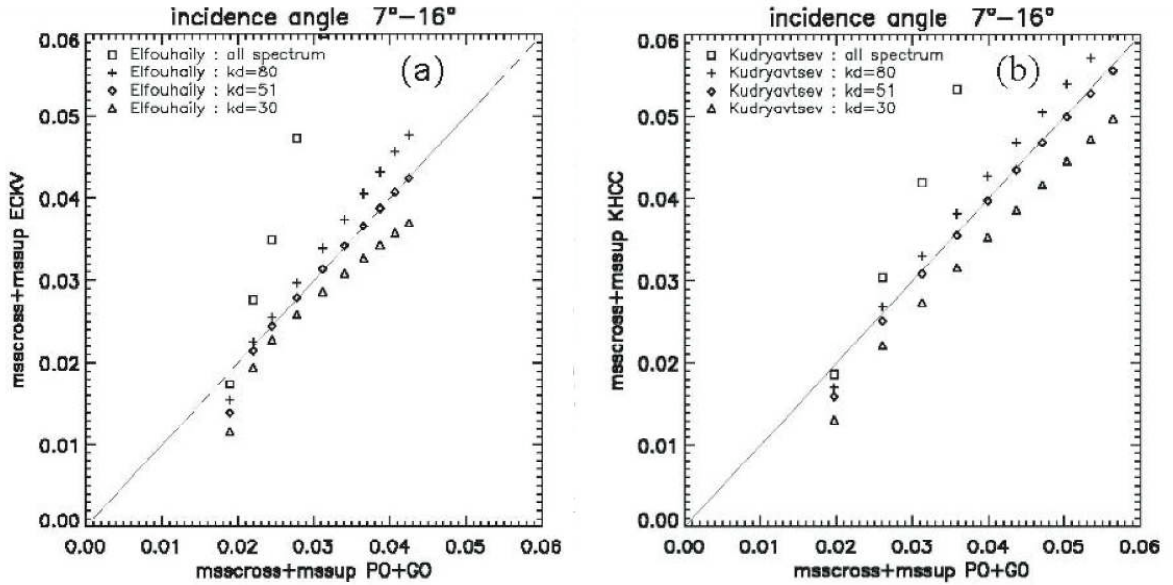 incidence angle 7°-16°
0.06
0.05
0.04
0.03
0.02
0.01
0.00
msscross+mssup ECKV
Elfouhaily : all spectrum
Elfouhaily : kd=80
Elfouhaily : kd=51
Elfouhaily : kd=30
(a)
0.00 0.01 0.02 0.03 0.04 0.05 0.06
msscross+mssup PO+GO
incidence angle 7°-16°
0.06
0.05
0.04
0.03
0.02
0.01
0.00
msscross+mssup KHCC
Kudryavtsev : all spectrum
Kudryavtsev : kd=80
Kudryavtsev : kd=51
Kudryavtsev : kd=30
(b)
0.00 0.01 0.02 0.03 0.04 0.05 0.06
msscross+mssup PO+GO